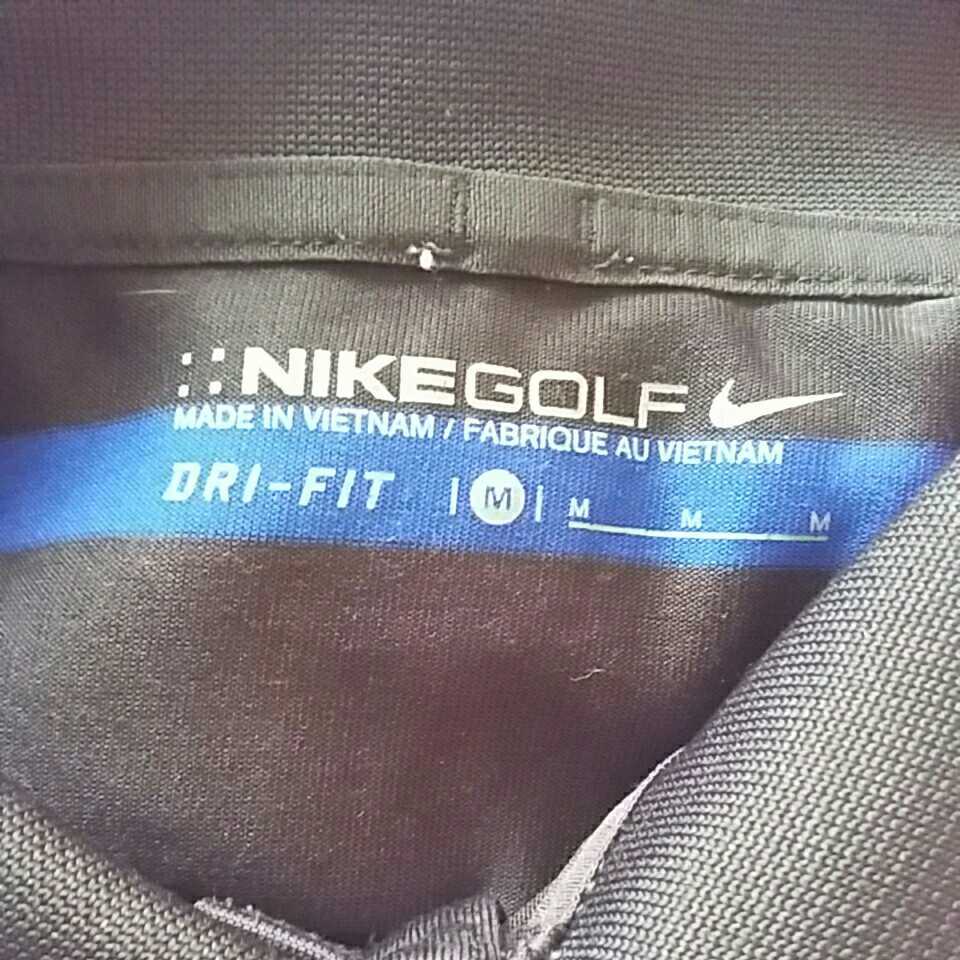 NIKEGOLF
MADE IN VIETNAM / FABRIQUE AU VIETNAM
DRI-FIT | M | M M M